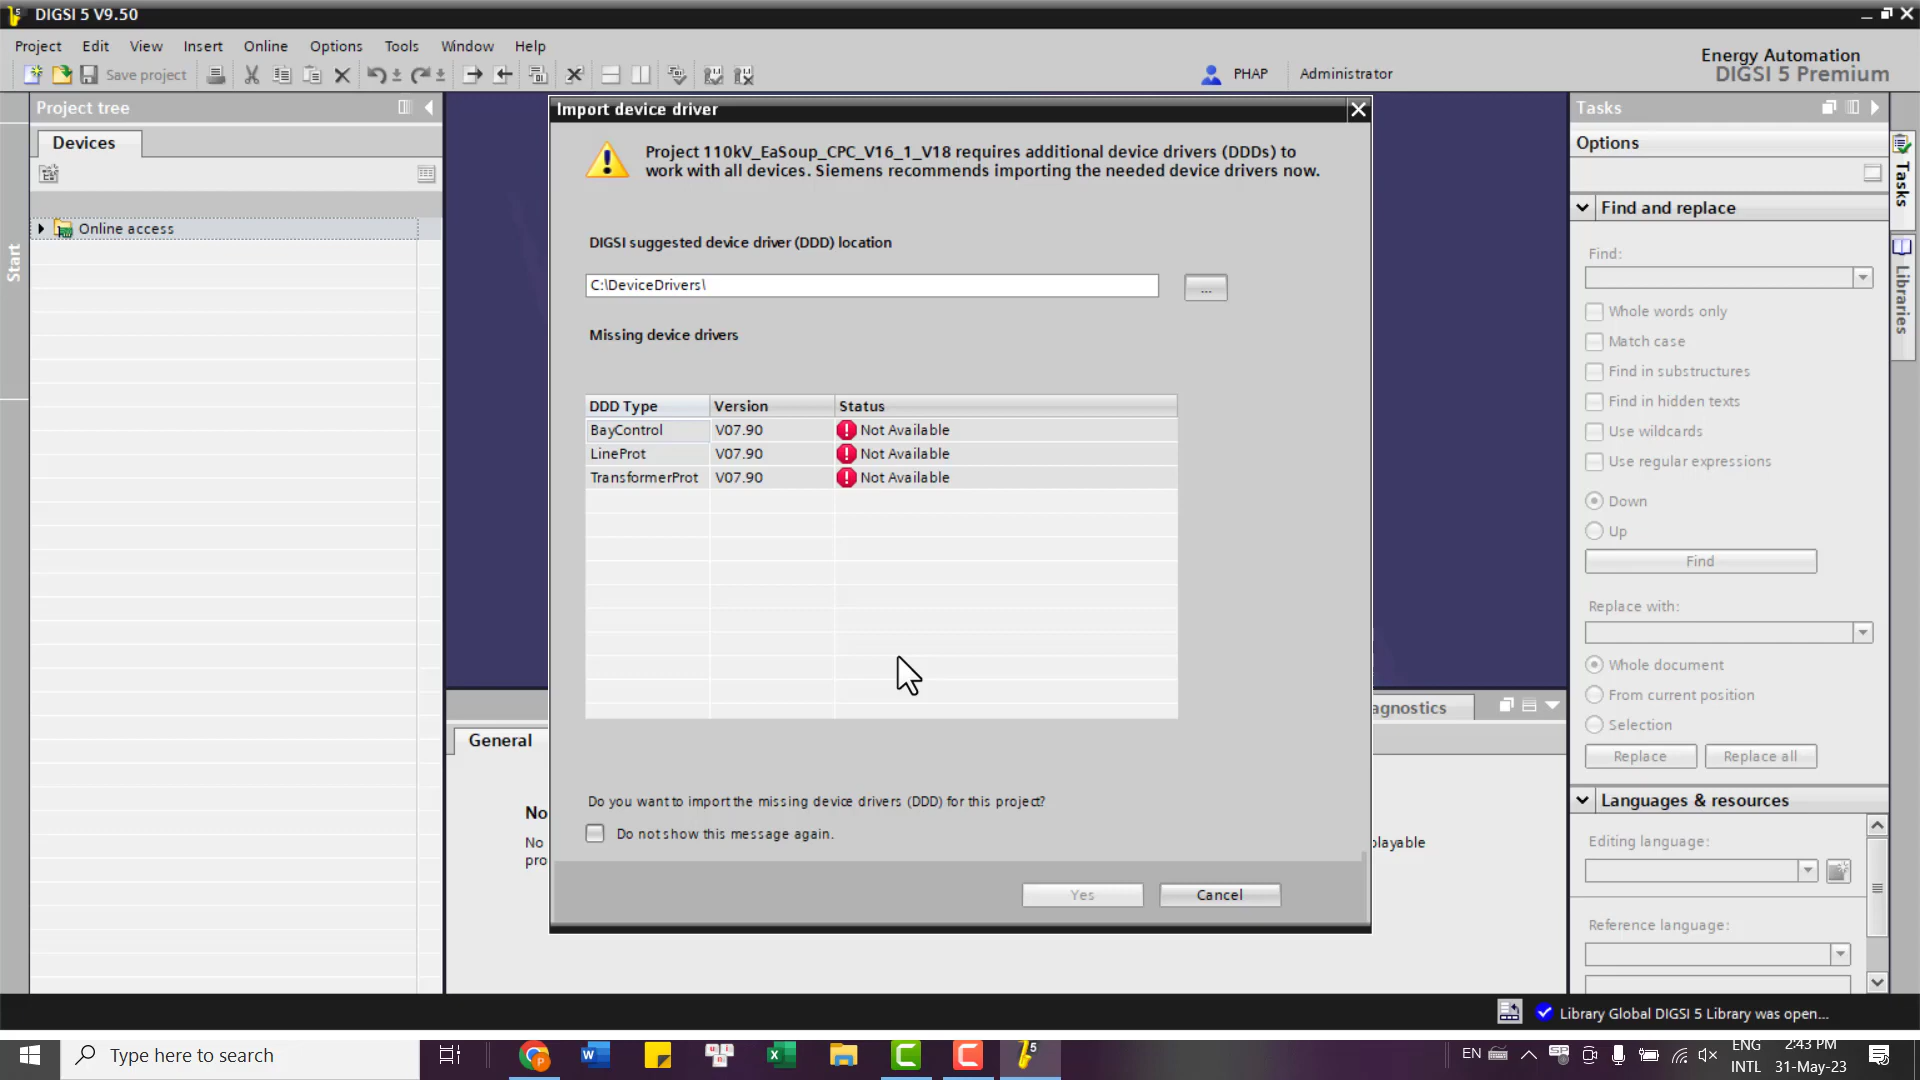 DIGSI 5 V9.50
Project Edit View Insert Online Options Tools Window Help
Energy Automation
DIGSI 5 Premium
Save project
PHAP Administrator
Project tree
Devices
Online access
Start
Import device driver
Project 110kV_EaSoup_CPC_V16_1_V18 requires additional device drivers (DDDs) to
work with all devices. Siemens recommends importing the needed device drivers now.
DIGSI suggested device driver (DDD) location
C:\DeviceDrivers\
...
Missing device drivers
DDD Type Version Status
BayControl V07.90 Not Available
LineProt V07.90 Not Available
TransformerProt V07.90 Not Available
Do you want to import the missing device drivers (DDD) for this project?
Do not show this message again.
Yes Cancel
agnostics
General
No
No
pro
playable
Tasks
Options
Find and replace
Find:
Whole words only
Match case
Find in substructures
Find in hidden texts
Use wildcards
Use regular expressions
Down
Up
Find
Replace with:
Whole document
From current position
Selection
Replace Replace all
Languages & resources
Editing language:
Reference language:
Tasks
Libraries
Library Global DIGSI 5 Library was open...
Type here to search
EN
ENG
INTL
2:43 PM
31-May-23